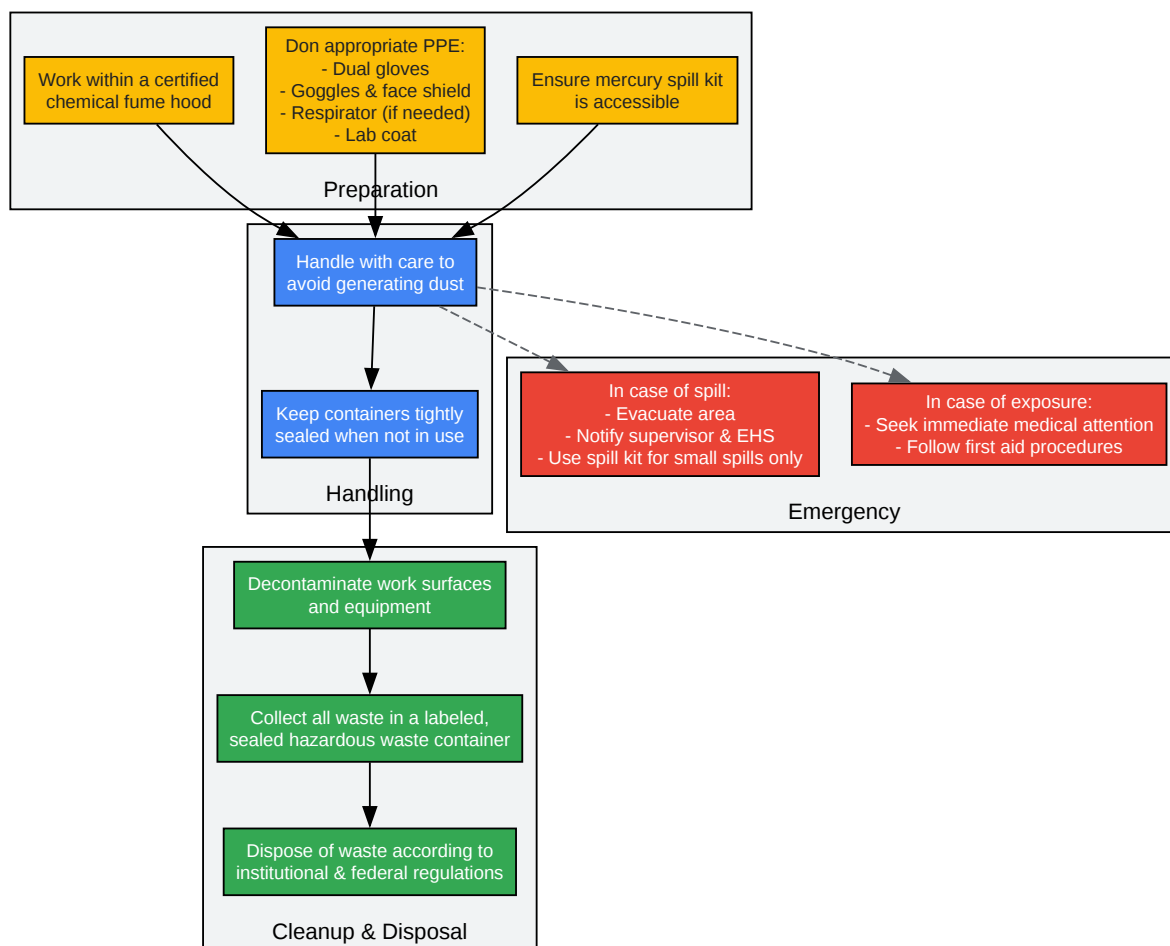 Work within a certified
chemical fume hood
Don appropriate PPE:
- Dual gloves
- Goggles & face shield
- Respirator (if needed)
- Lab coat
Ensure mercury spill kit
is accessible
Preparation
Handle with care to
avoid generating dust
Keep containers tightly
sealed when not in use
Handling
In case of spill:
- Evacuate area
- Notify supervisor & EHS
- Use spill kit for small spills only
In case of exposure:
- Seek immediate medical attention
- Follow first aid procedures
Emergency
Decontaminate work surfaces
and equipment
Collect all waste in a labeled,
sealed hazardous waste container
Dispose of waste according to
institutional & federal regulations
Cleanup & Disposal